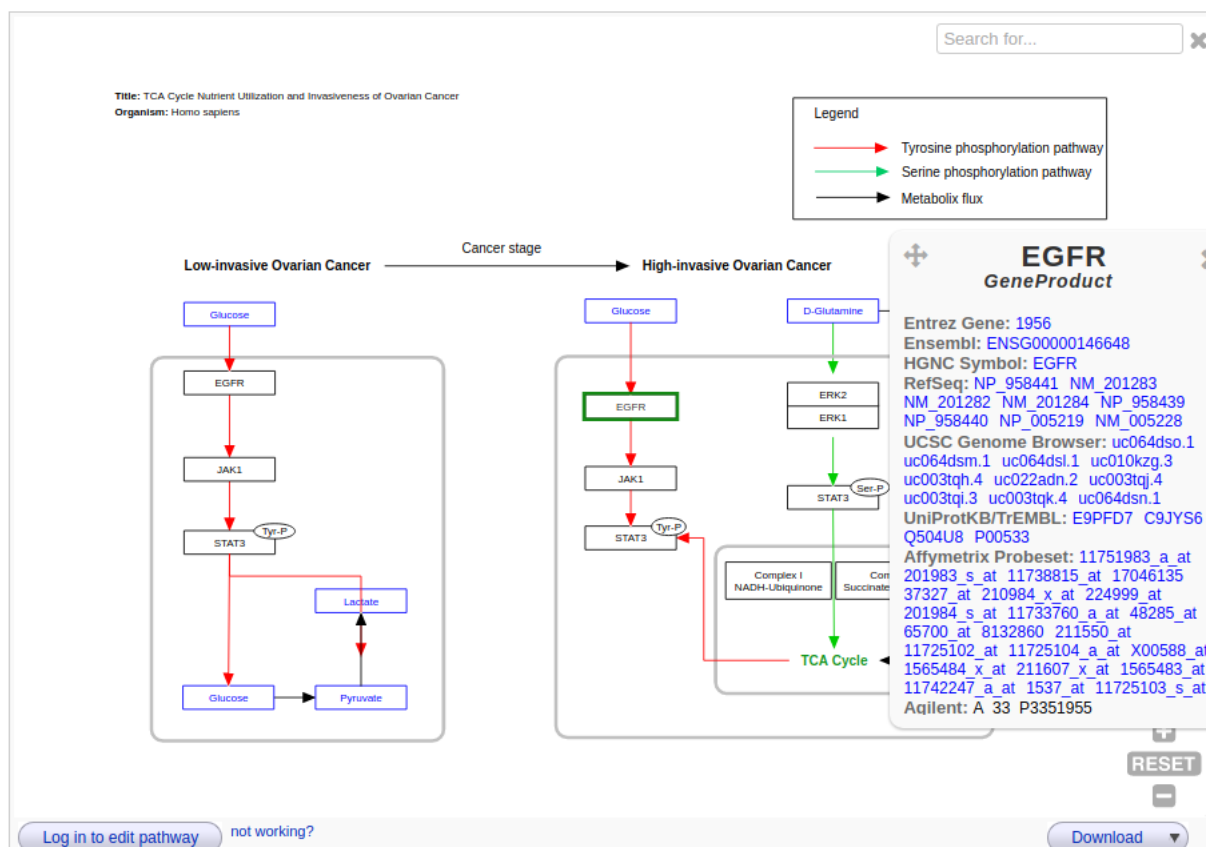 Search for...
Title: TCA Cycle Nutrient Utilization and Invasiveness of Ovarian Cancer
Organism: Homo sapiens
Legend
Tyrosine phosphorylation pathway
Serine phosphorylation pathway
Metabolix flux
Cancer stage
Low-invasive Ovarian Cancer
High-invasive Ovarian Cancer
Glucose
EGFR
JAK1
STAT3
Tyr-P
Lactate
Glucose
Pyruvate
Glucose
EGFR
JAK1
STAT3
Tyr-P
D-Glutamine
ERK2
ERK1
STAT3
Ser-P
Complex I
NADH-Ubiquinone
Com
Succinate
TCA Cycle
EGFR
GeneProduct
Entrez Gene: 1956
Ensembl: ENSG00000146648
HGNC Symbol: EGFR
RefSeq: NP_958441 NM_201283
NM_201282 NM_201284 NP_958439
NP_958440 NP_005219 NM_005228
UCSC Genome Browser: uc064dso.1
uc064dsm.1 uc064dsl.1 uc010kzg.3
uc003tqh.4 uc022adn.2 uc003tqj.4
uc003tqi.3 uc003tqk.4 uc064dsn.1
UniProtKB/TrEMBL: E9PFD7 C9JYS6
Q504U8 P00533
Affymetrix Probeset: 11751983_a_at
201983_s_at 11738815_at 17046135
37327_at 210984_x_at 224999_at
201984_s_at 11733760_a_at 48285_at
65700_at 8132860 211550_at
11725102_at 11725104_a_at X00588_at
1565484_x_at 211607_x_at 1565483_at
11742247_a_at 1537_at 11725103_s_at
Agilent: A 33 P3351955
RESET
Log in to edit pathway
not working?
Download